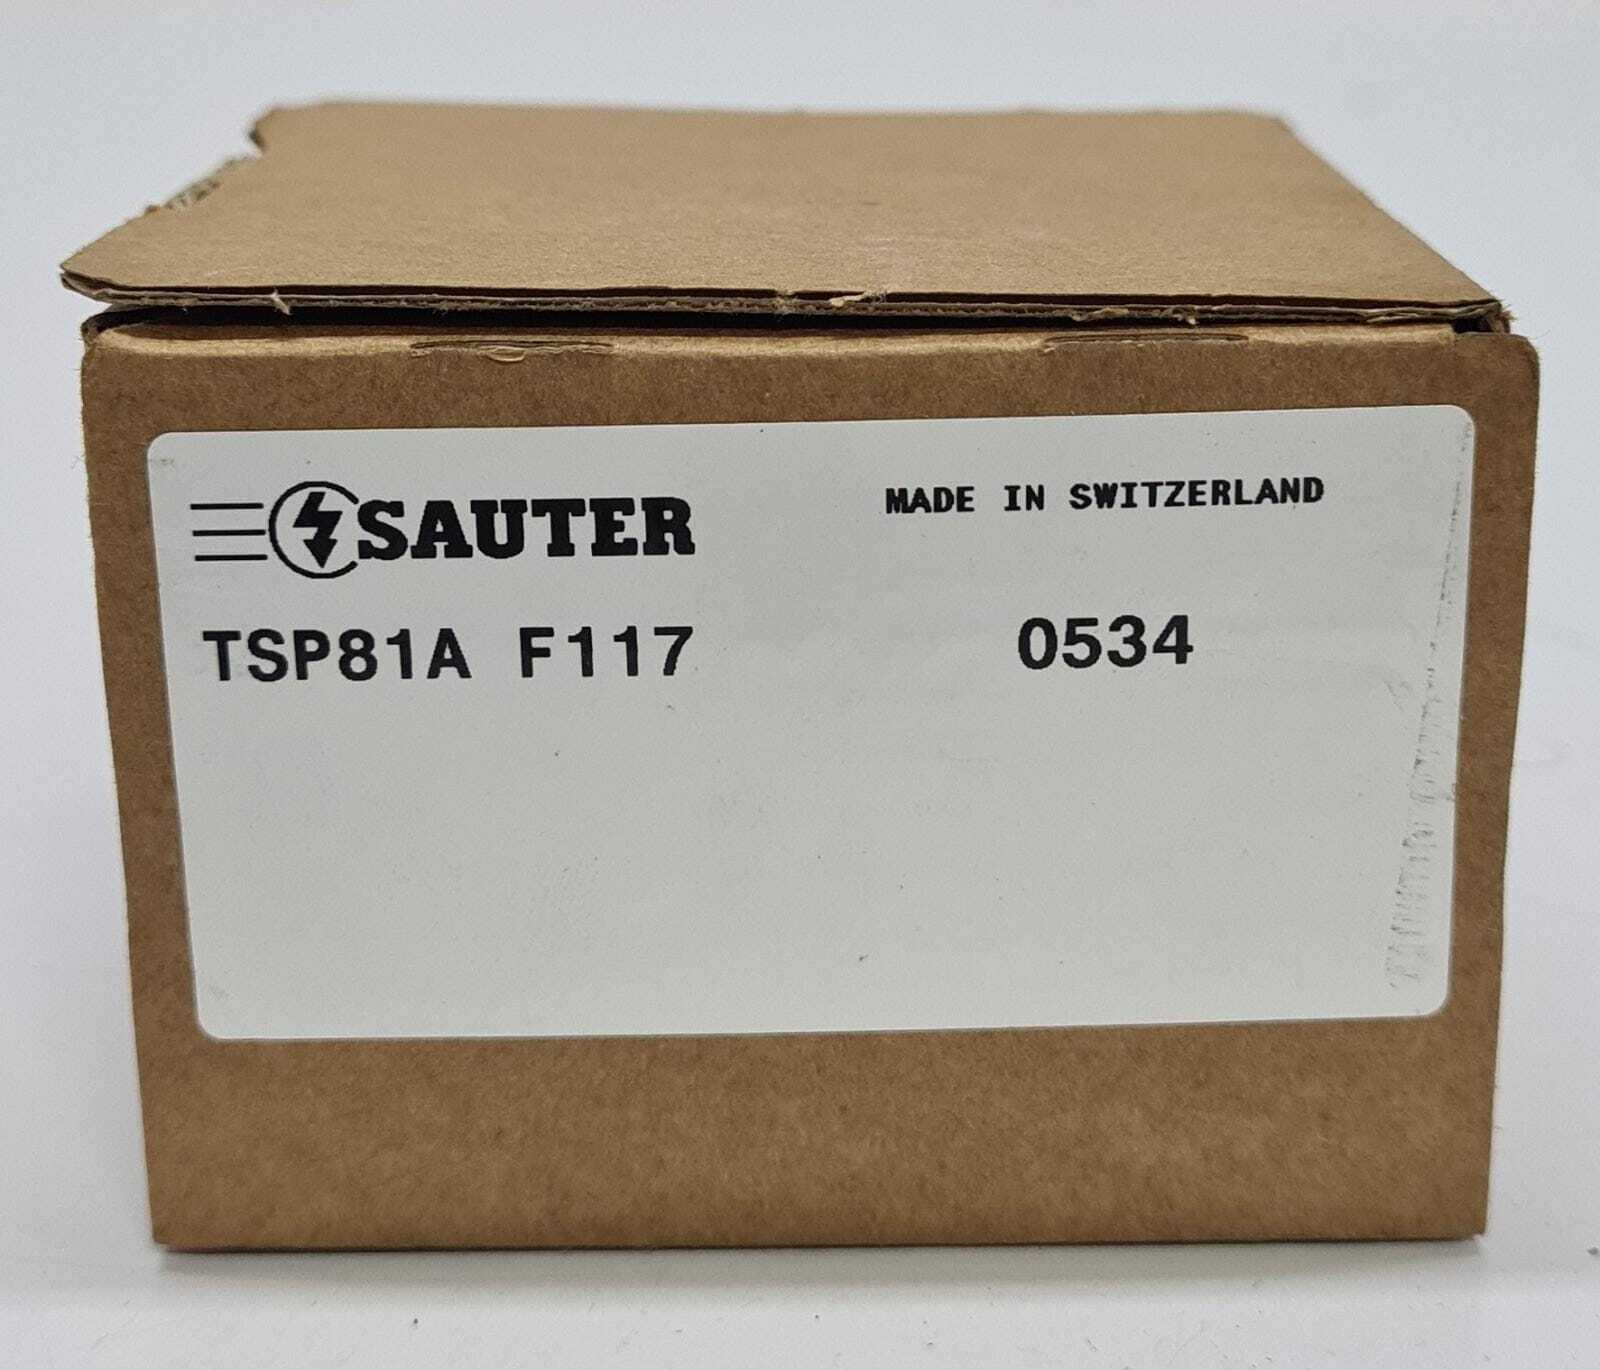 SAUTER
MADE IN SWITZERLAND
TSP81A F117
0534